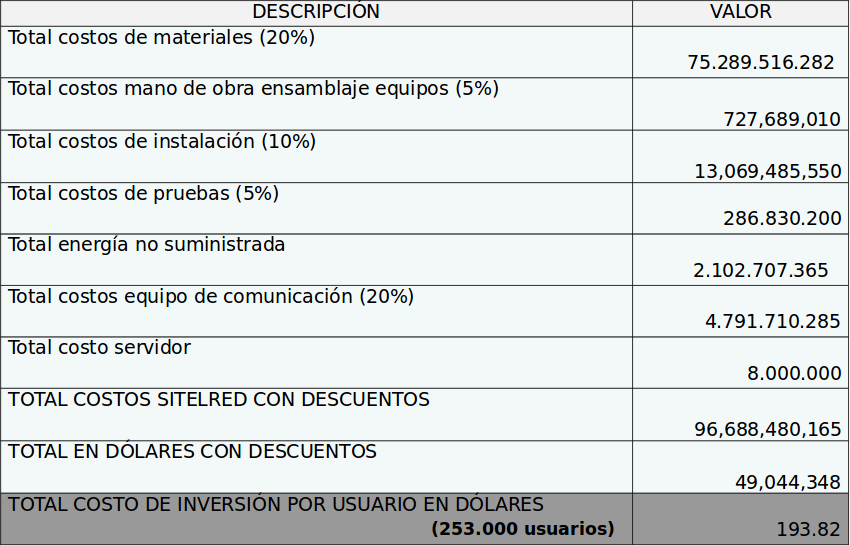 DESCRIPCIÓN VALOR
Total costos de materiales (20%)
75.289.516.282
Total costos mano de obra ensamblaje equipos (5%)
727,689,010
Total costos de instalación (10%)
13,069,485,550
Total costos de pruebas (5%)
286.830.200
Total energía no suministrada
2.102.707.365
Total costos equipo de comunicación (20%)
4.791.710.285
Total costo servidor
8.000.000
TOTAL COSTOS SITELRED CON DESCUENTOS
96,688,480,165
TOTAL EN DÓLARES CON DESCUENTOS
49,044,348
TOTAL COSTO DE INVERSIÓN POR USUARIO EN DÓLARES
(253.000 usuarios) 193.82